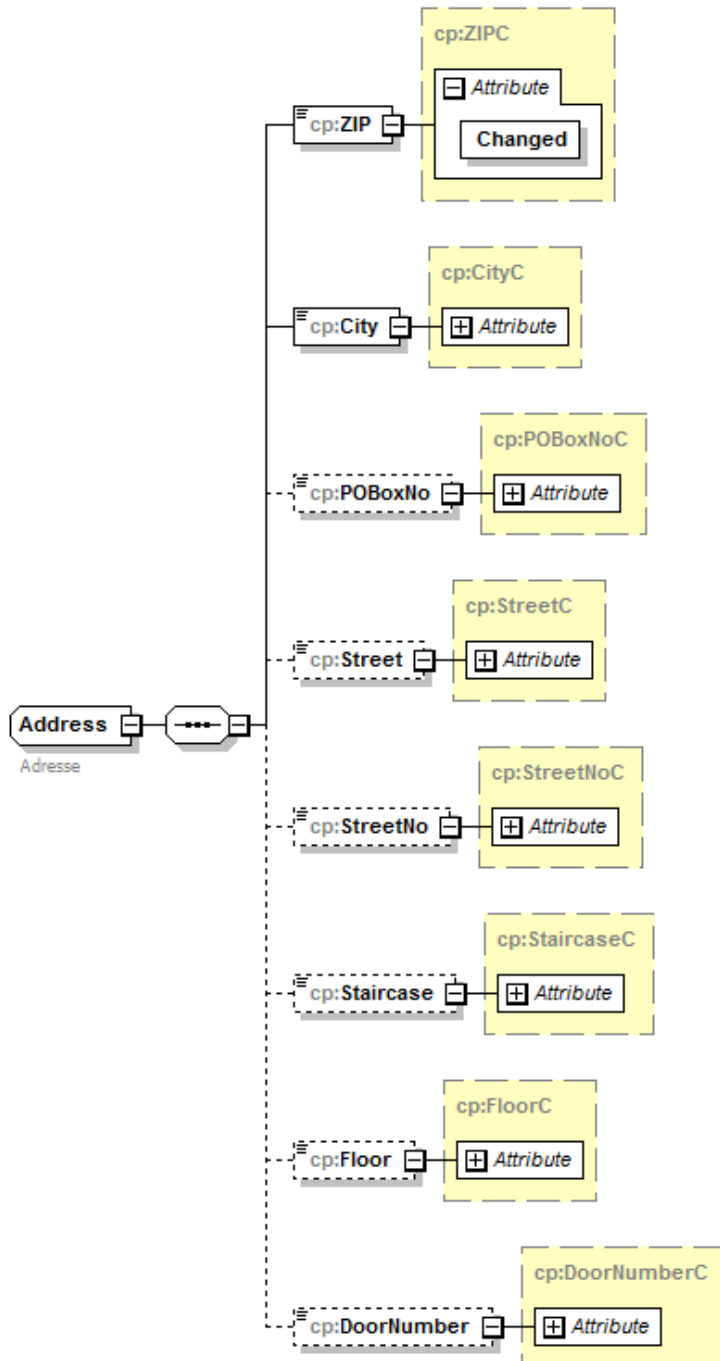 cp:ZIPC
Attribute
cp:ZIP
Changed
cp:CityC
cp:City
Attribute
cp:POBoxNoC
cp:POBoxNo
Attribute
cp:StreetC
cp:Street
Attribute
Address
Adresse
cp:StreetNoC
cp:StreetNo
Attribute
cp:StaircaseC
cp:Staircase
Attribute
cp:FloorC
cp:Floor
Attribute
cp:DoorNumberC
cp:DoorNumber
Attribute